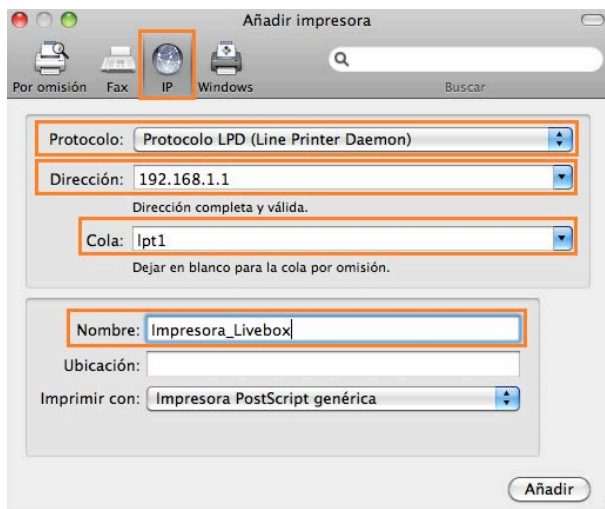 Añadir impresora
Por omisión Fax IP Windows Buscar
Protocolo: Protocolo LPD (Line Printer Daemon)
Dirección: 192.168.1.1
Dirección completa y válida.
Cola: lpt1
Dejar en blanco para la cola por omisión.
Nombre: Impresora_Livebox
Ubicación:
Imprimir con: Impresora PostScript genérica
Añadir